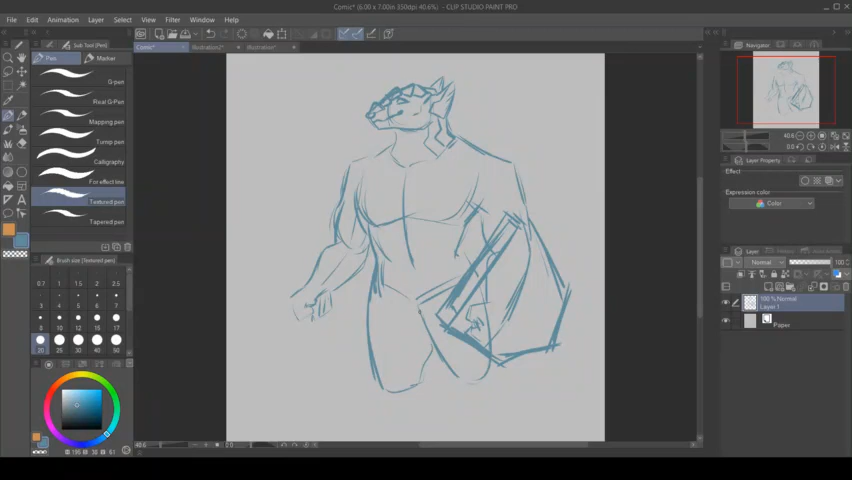 Comic* (6.00 x 7.00in 350dpi 40.6%) - CLIP STUDIO PAINT PRO
File Edit Animation Layer Select View Filter Window Help
Sub Tool [Pen]
Comic*
Illustration2*
Illustration*
Navigator
Pen
Marker
G-pen
Real G-Pen
Mapping pen
Turnip pen
Calligraphy
For effect line
Textured pen
Tapered pen
40.6
0.0
Layer Property
Effect
Expression color
Color
Brush size [Textured pen]
Layer
Normal
100
0.7 1 1.5 2 2.5
3 4 5 6 7
8 10 12 15 17
20 25 30 40 50
100 % Normal
Layer 1
Paper
40.6
0.0
195 38 61